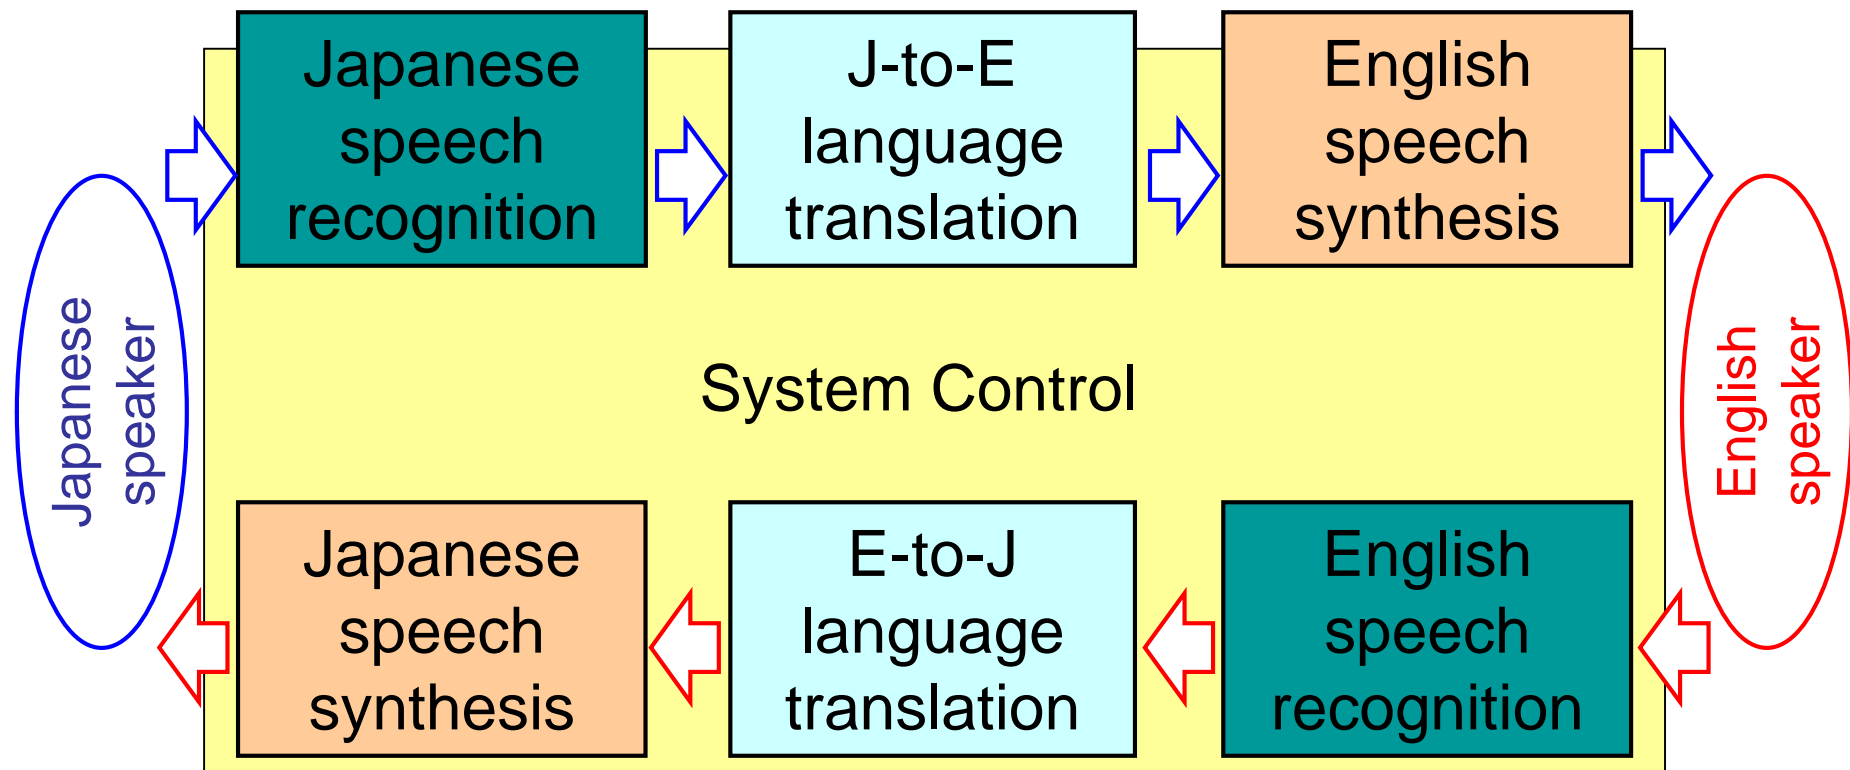 Japanese
speech
recognition
J-to-E
language
translation
English
speech
synthesis
Japanese
speaker
System Control
English
speaker
Japanese
speech
synthesis
E-to-J
language
translation
English
speech
recognition